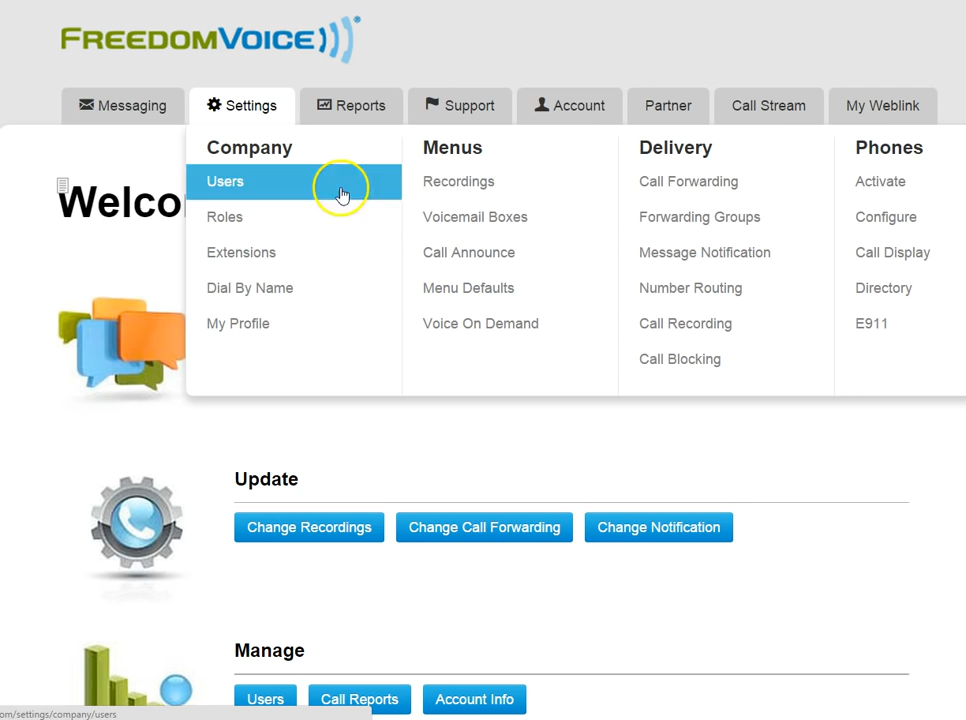 FREEDOMVOICE
Messaging
Settings
Reports
Support
Account
Partner
Call Stream
My Weblink
Company
Users
Roles
Extensions
Dial By Name
My Profile
Menus
Recordings
Voicemail Boxes
Call Announce
Menu Defaults
Voice On Demand
Delivery
Call Forwarding
Forwarding Groups
Message Notification
Number Routing
Call Recording
Call Blocking
Phones
Activate
Configure
Call Display
Directory
E911
Welco
Update
Change Recordings
Change Call Forwarding
Change Notification
Manage
Users
Call Reports
Account Info
om/settings/company/users